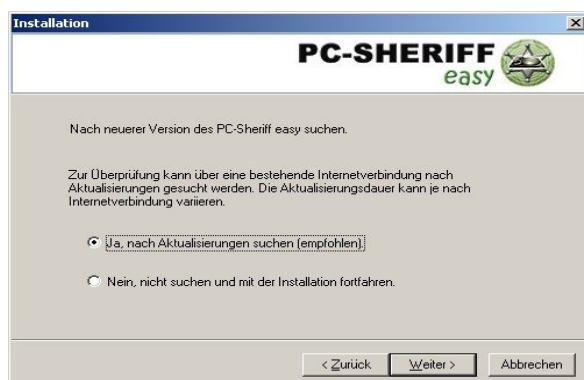 Installation
PC-SHERIFF
easy
Nach neuerer Version des PC-Sheriff easy suchen.
Zur Überprüfung kann über eine bestehende Internetverbindung nach
Aktualisierungen gesucht werden. Die Aktualisierungsdauer kann je nach
Internetverbindung variieren.
Ja, nach Aktualisierungen suchen (empfohlen).
Nein, nicht suchen und mit der Installation fortfahren.
< Zurück Weiter > Abbrechen